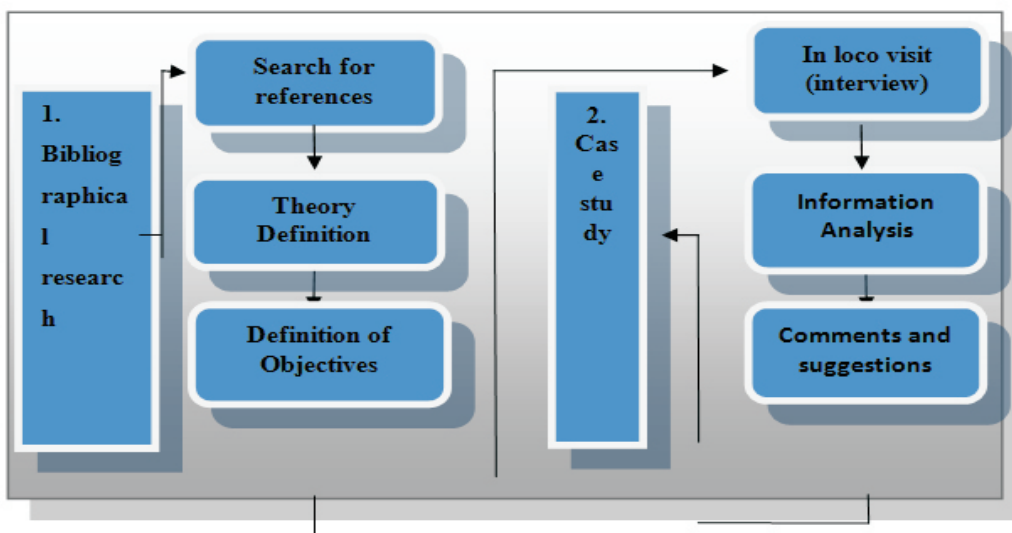 1.
Bibliog
raphica
l
researc
h
Search for
references
Theory
Definition
Definition of
Objectives
2.
Cas
e
stu
dy
In loco visit
(interview)
Information
Analysis
Comments and
suggestions